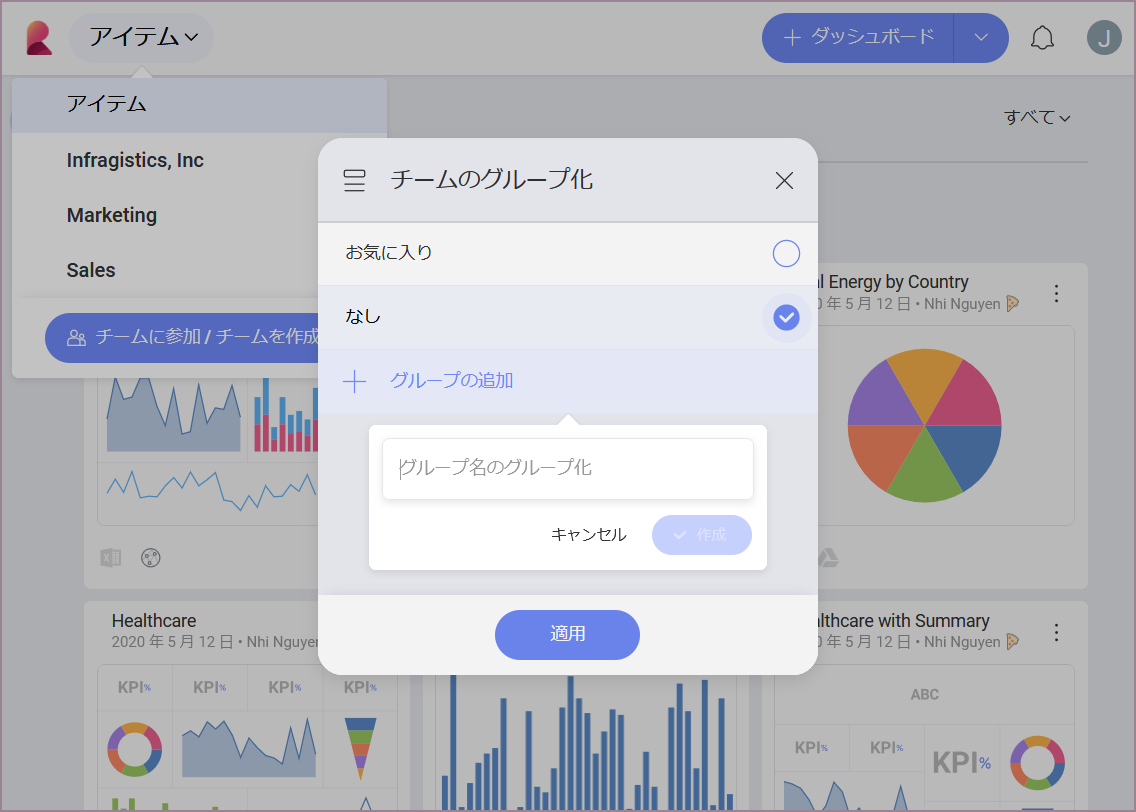 アイテム
ダッシュボード
J
アイテム
すべて
Infragistics, Inc
Marketing
Sales
チームに参加 / チームを作成
チームのグループ化
お気に入り
なし
グループの追加
グループ名のグループ化
キャンセル
作成
適用
Energy by Country
年 5 月 12 日 • Nhi Nguyen
Healthcare
2020 年 5 月 12 日 • Nhi Nguyen
with Summary
年 5 月 12 日 • Nhi Nguyen
KPI%
KPI%
KPI%
KPI%
ABC
KPI%
KPI%
KPI%